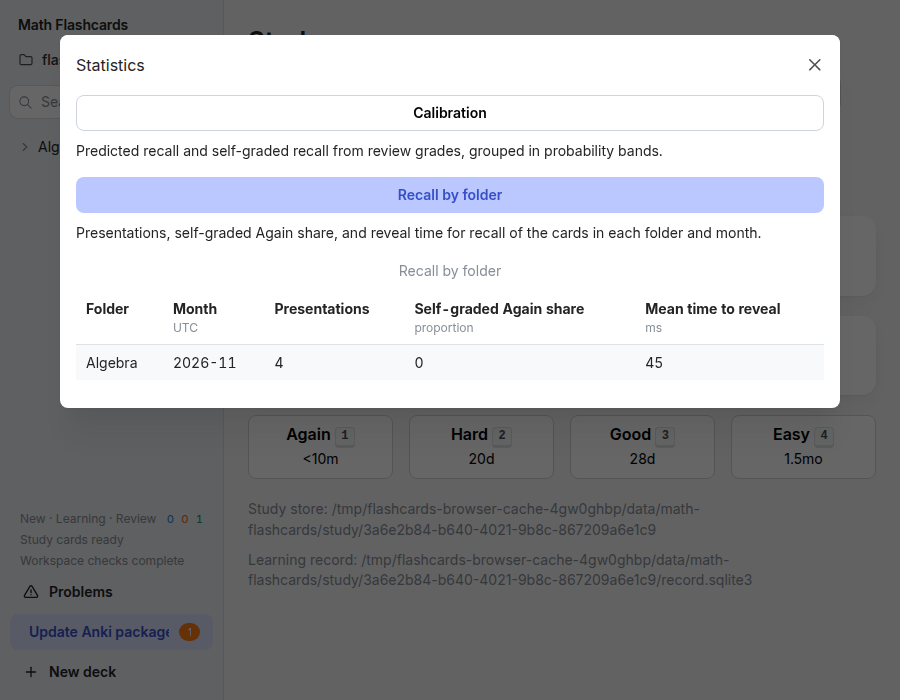 Math Flashcards
Statistics
Calibration
Predicted recall and self-graded recall from review grades, grouped in probability bands.
Recall by folder
Presentations, self-graded Again share, and reveal time for recall of the cards in each folder and month.
Recall by folder
Folder Month Presentations Self-graded Again share Mean time to reveal
UTC proportion ms
Algebra 2026-11 4 0 45
Again 1 Hard 2 Good 3 Easy 4
<10m 20d 28d 1.5mo
Study store: /tmp/flashcards-browser-cache-4gw0ghbp/data/math-
flashcards/study/3a6e2b84-b640-4021-9b8c-867209a6e1c9
Learning record: /tmp/flashcards-browser-cache-4gw0ghbp/data/math-
flashcards/study/3a6e2b84-b640-4021-9b8c-867209a6e1c9/record.sqlite3
New · Learning · Review 0 0 1
Study cards ready
Workspace checks complete
Problems
Update Anki package 1
New deck